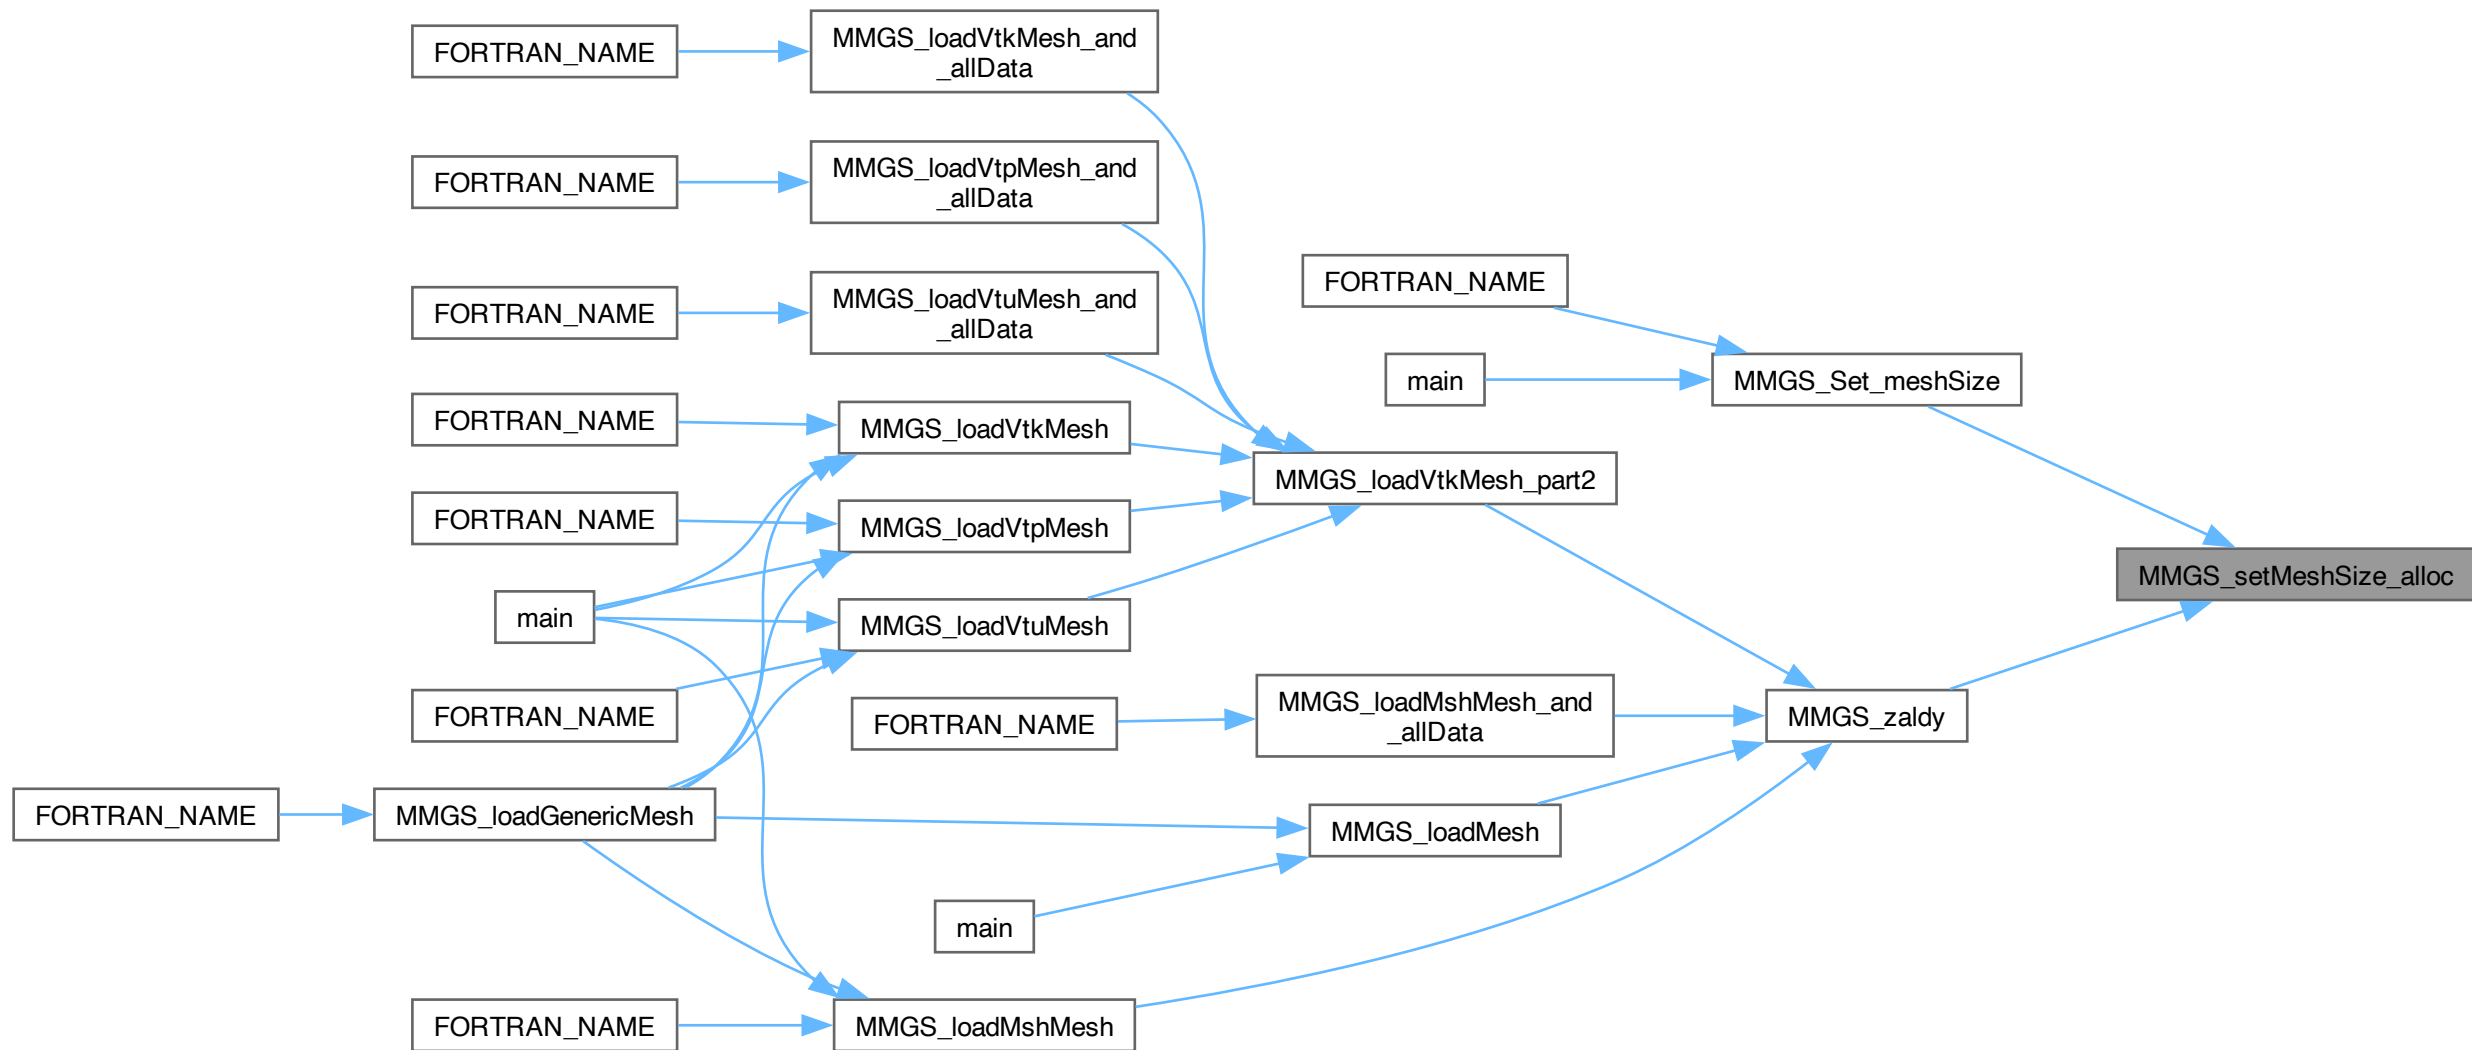 FORTRAN_NAME
MMGS_loadVtkMesh_and
_allData
FORTRAN_NAME
MMGS_loadVtpMesh_and
_allData
FORTRAN_NAME
MMGS_loadVtuMesh_and
_allData
FORTRAN_NAME
main
MMGS_Set_meshSize
FORTRAN_NAME
MMGS_loadVtkMesh
MMGS_loadVtkMesh_part2
FORTRAN_NAME
MMGS_loadVtpMesh
MMGS_setMeshSize_alloc
main
MMGS_loadVtuMesh
FORTRAN_NAME
FORTRAN_NAME
MMGS_loadMshMesh_and
_allData
MMGS_zaldy
FORTRAN_NAME
MMGS_loadGenericMesh
MMGS_loadMesh
main
FORTRAN_NAME
MMGS_loadMshMesh